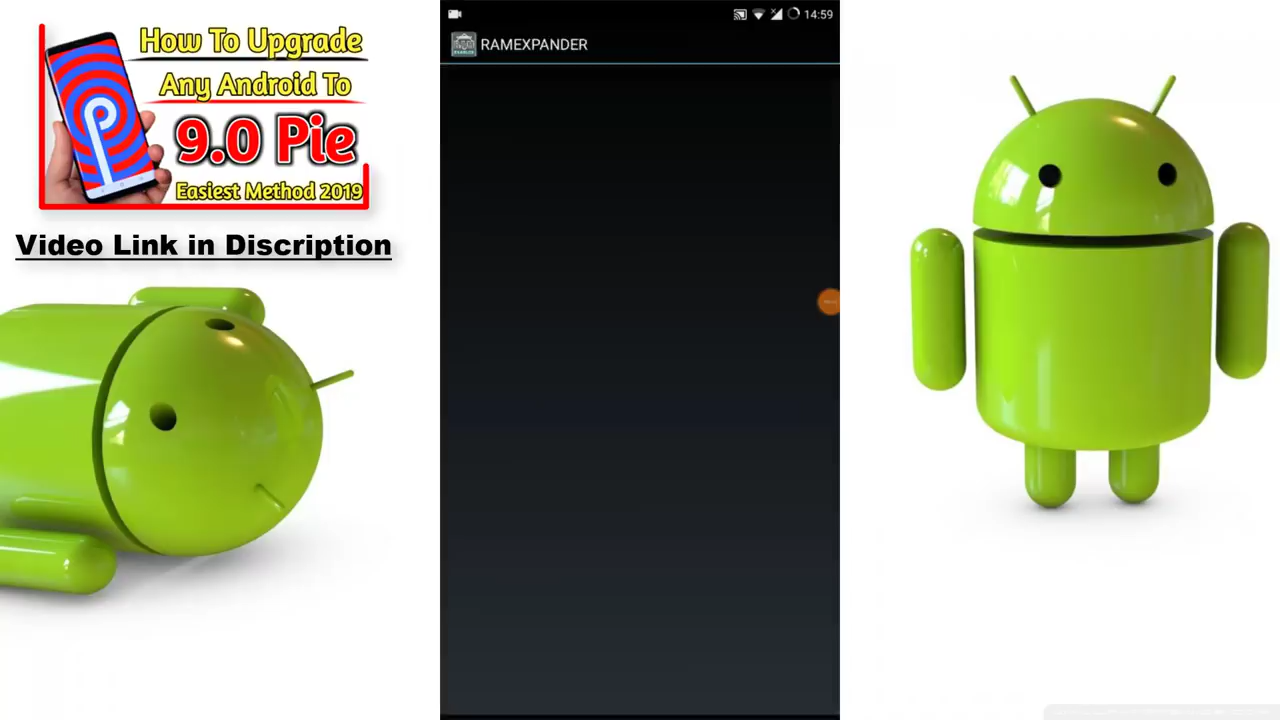 How To Upgrade
Any Android To
9.0 Pie
Easiest Method 2019
Video Link in Discription
14:59
RAMEXPANDER